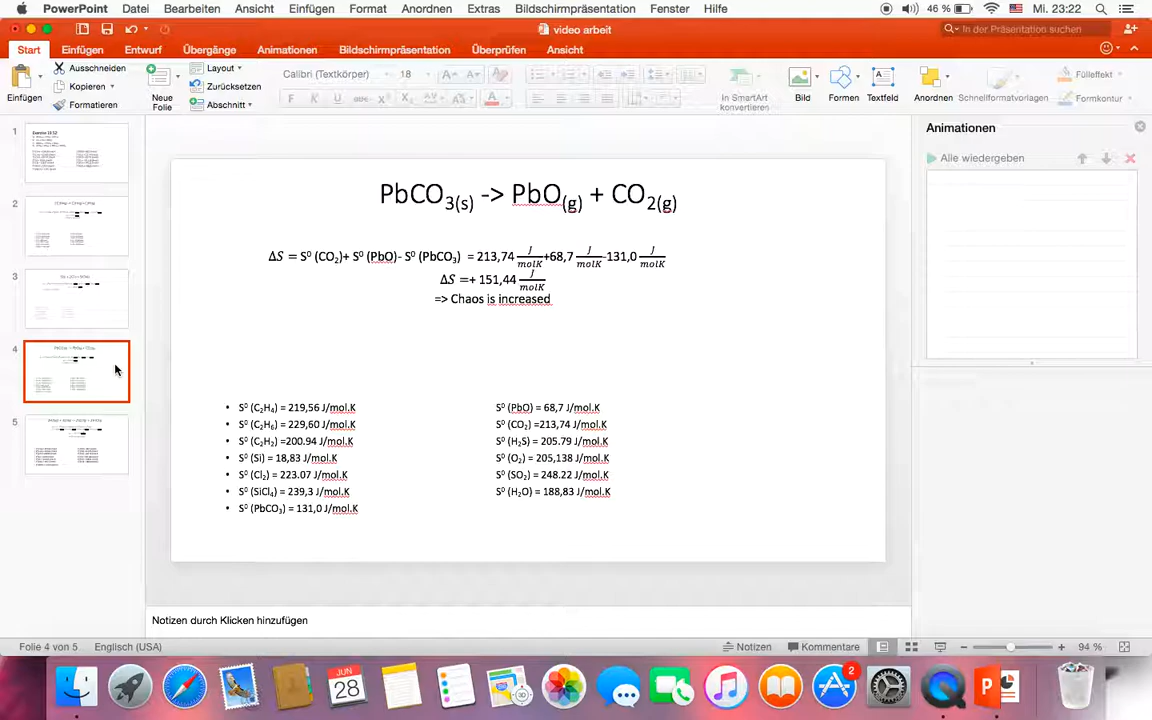 PowerPoint Datei Bearbeiten Ansicht Einfügen Format Anordnen Extras Bildschirmpräsentation Fenster Hilfe 46 % Mi. 23:22
video arbeit In Präsentation suchen
Start Einfügen Entwurf Übergänge Animationen Bildschirmpräsentation Überprüfen Ansicht
Einfügen Ausschneiden Kopieren Formatieren
Neue Folie Layout Zurücksetzen Abschnitt
Calibri (Textkörper) 18
In SmartArt konvertieren Bild Formen Textfeld Anordnen Schnellformatvorlagen Fülleffekt Formkontur
1
2
3
4
5
PbCO3(s) -> PbO(g) + CO2(g)
ΔS = S⁰ (CO₂)+ S⁰ (PbO)- S⁰ (PbCO₃) = 213,74 J/molK +68,7 J/molK -131,0 J/molK
ΔS =+ 151,44 J/molK
=> Chaos is increased
• S⁰ (C₂H₄) = 219,56 J/mol.K
• S⁰ (C₂H₆) = 229,60 J/mol.K
• S⁰ (C₂H₂) =200.94 J/mol.K
• S⁰ (Si) = 18,83 J/mol.K
• S⁰ (Cl₂) = 223.07 J/mol.K
• S⁰ (SiCl₄) = 239,3 J/mol.K
• S⁰ (PbCO₃) = 131,0 J/mol.K
S⁰ (PbO) = 68,7 J/mol.K
S⁰ (CO₂) =213,74 J/mol.K
S⁰ (H₂S) = 205.79 J/mol.K
S⁰ (O₂) = 205,138 J/mol.K
S⁰ (SO₂) = 248.22 J/mol.K
S⁰ (H₂O) = 188,83 J/mol.K
Animationen
Alle wiedergeben
Notizen durch Klicken hinzufügen
Folie 4 von 5 Englisch (USA) Notizen Kommentare 94 %
JUN
28
2